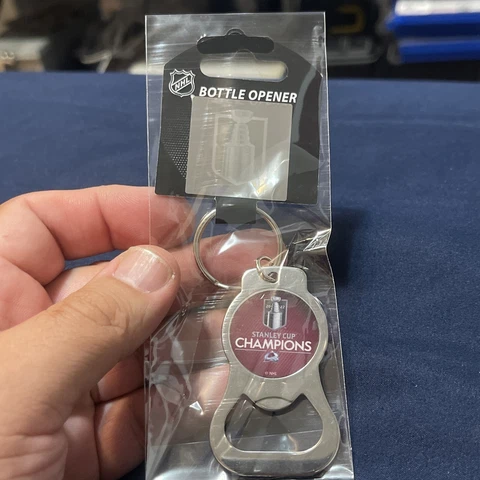 NHL
BOTTLE OPENER
STANLEY CUP
CHAMPIONS